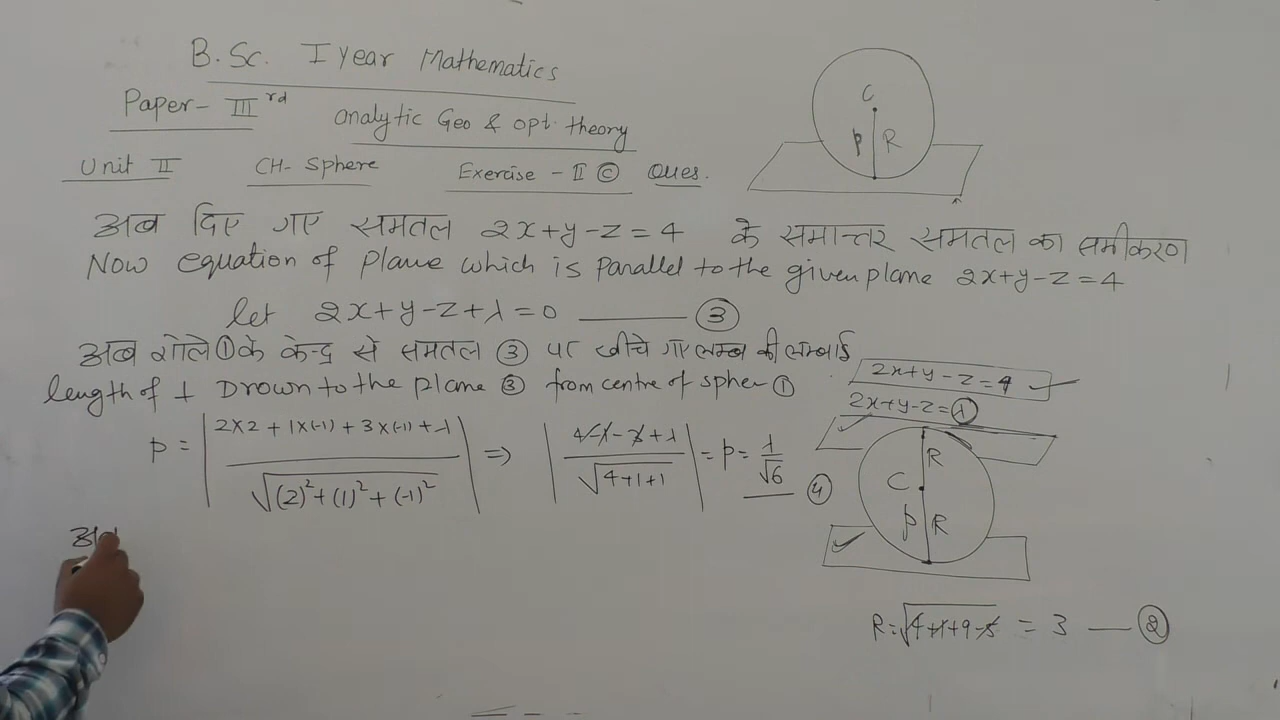 B.Sc. I year Mathematics
Paper- III rd analytic Geo & opt. theory
Unit II CH- Sphere Exercise - II (C) Ques.
C
p R
अब दिए गए समतल 2x+y-z=4 के समान्तर समतल का समीकरण
Now equation of plane which is parallel to the given plane 2x+y-z=4
let 2x+y-z+λ=0 —— (3)
अब गोले (1) के केन्द्र से समतल (3) पर खींचे गए लम्ब की लम्बाई
length of ⊥ Drown to the plane (3) from centre of spher (1)
2x+y-z=4 ✓
2x+y-z=λ
p = |2×2+1×(-1)+3×(-1)+λ / √((2)²+(1)²+(-1)²)| ⇒ |4-1-3+λ / √(4+1+1)| = p = λ/√6 —— (4)
✓ R
C
p R
✓
अब
R=√(4+1+9-5) = 3 —— (2)